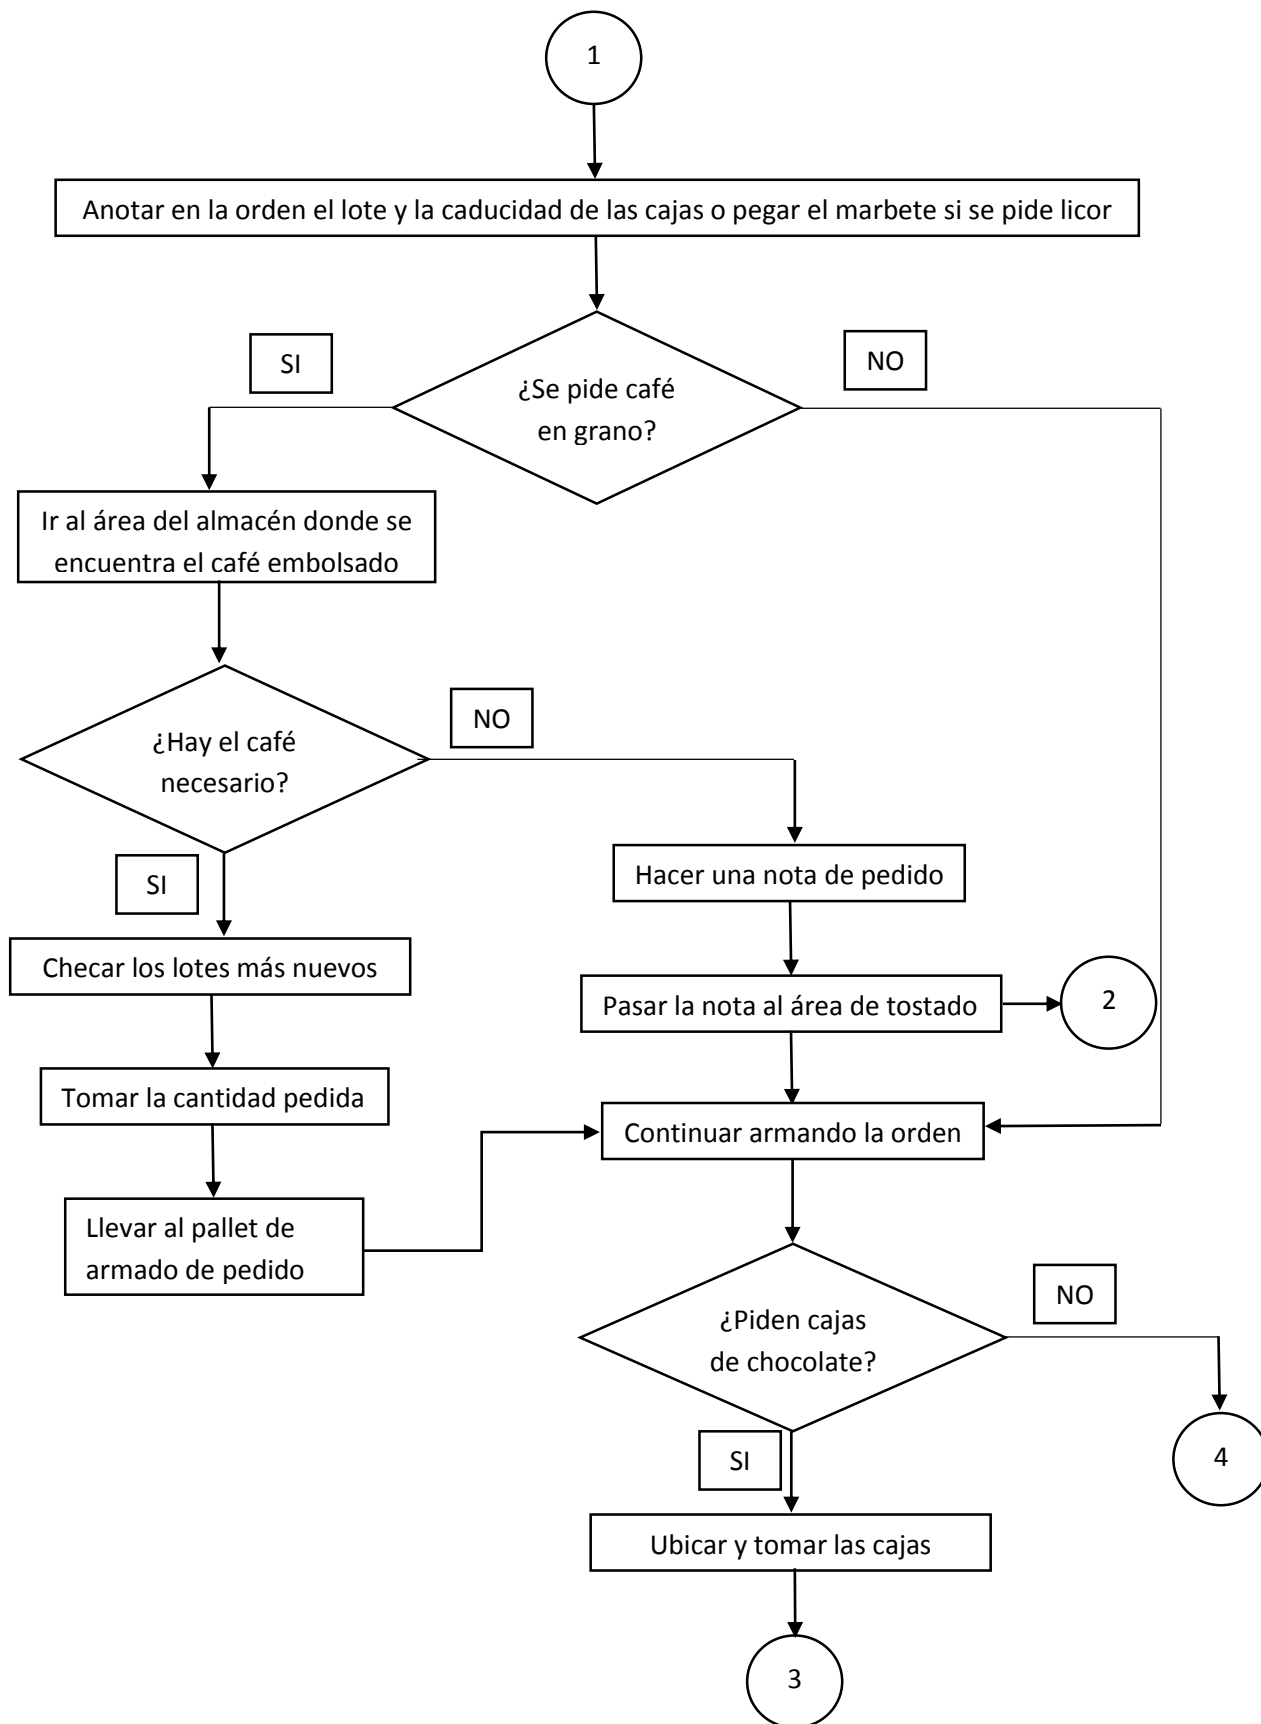 1
Anotar en la orden el lote y la caducidad de las cajas o pegar el marbete si se pide licor
SI
NO
¿Se pide café
en grano?
Ir al área del almacén donde se
encuentra el café embolsado
NO
¿Hay el café
necesario?
SI
Hacer una nota de pedido
Checar los lotes más nuevos
Pasar la nota al área de tostado
2
Tomar la cantidad pedida
Continuar armando la orden
Llevar al pallet de
armado de pedido
NO
¿Piden cajas
de chocolate?
SI
4
Ubicar y tomar las cajas
3